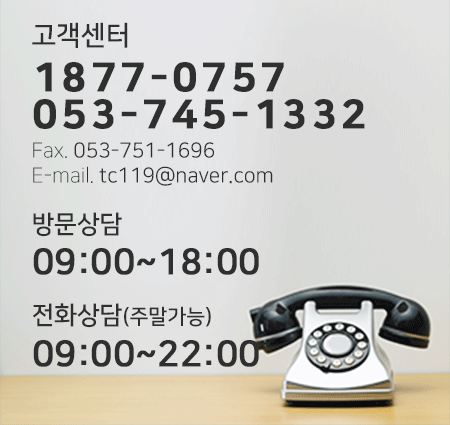 고객센터
1877-0757
053-745-1332
Fax. 053-751-1696
E-mail. tc119@naver.com
방문상담
09:00~18:00
전화상담(주말가능)
09:00~22:00